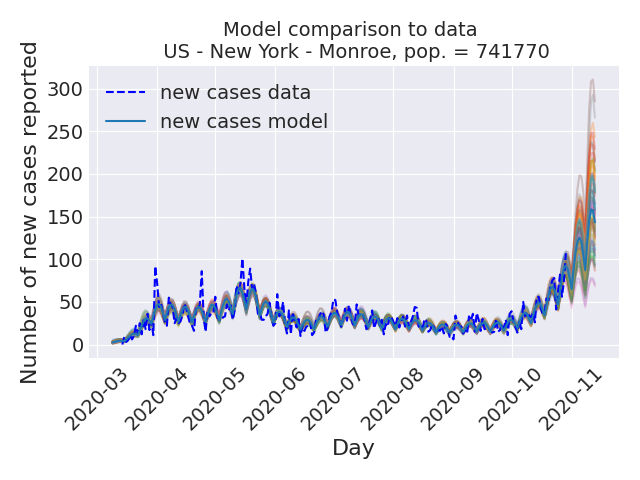 Model comparison to data
US - New York - Monroe, pop. = 741770
Number of new cases reported
300
250
200
150
100
50
0
new cases data
new cases model
2020-03
2020-04
2020-05
2020-06
2020-07
2020-08
2020-09
2020-10
2020-11
Day